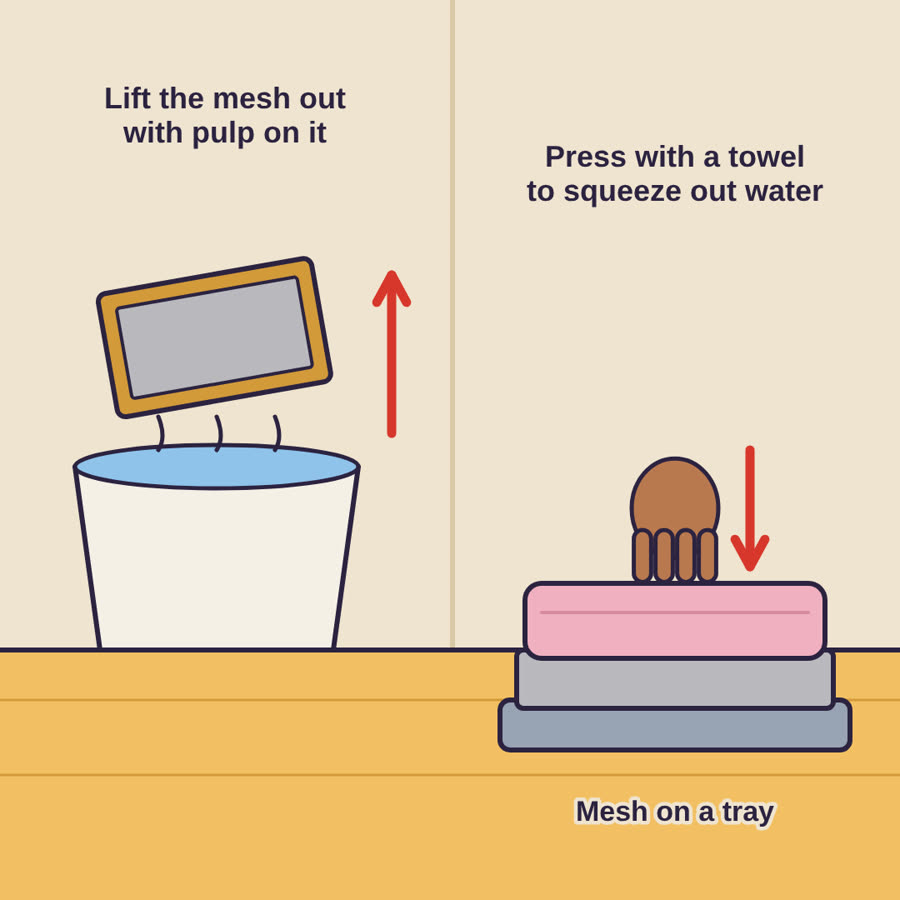 Lift the mesh out
with pulp on it
Press with a towel
to squeeze out water
Mesh on a tray